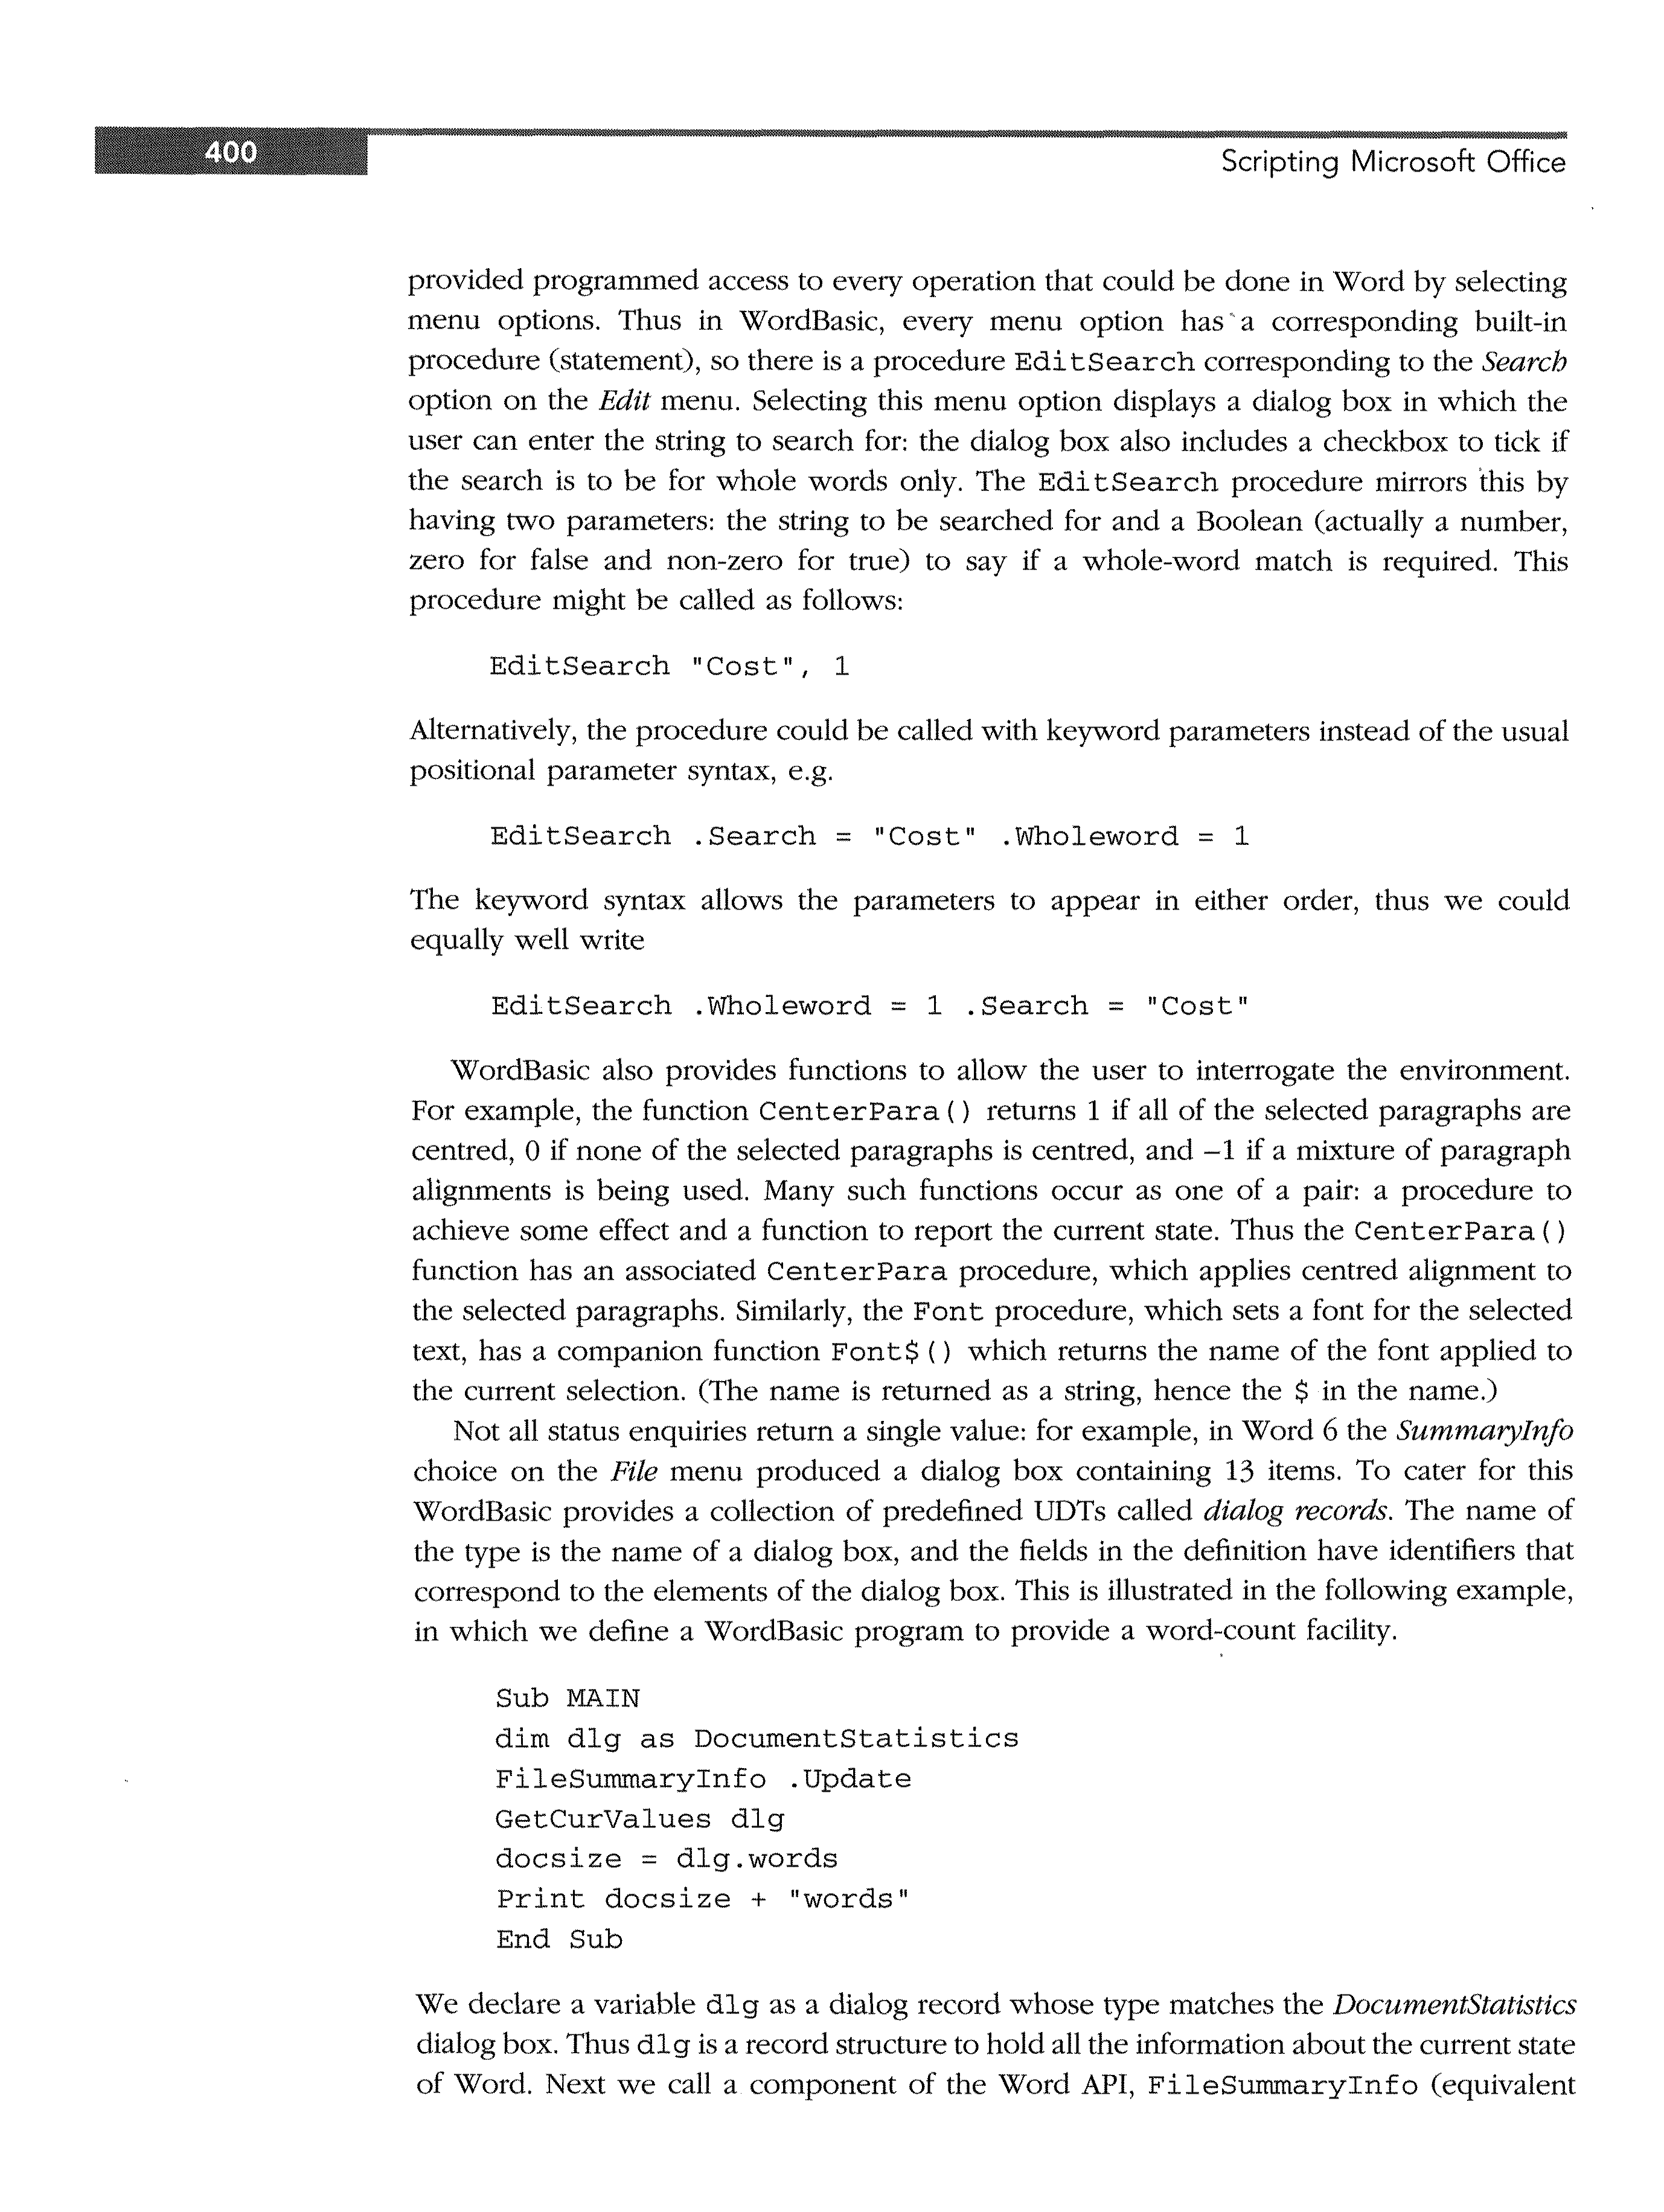 400
Scripting Microsoft Office
provided programmed access to every operation that could be done in Word by selecting
menu options. Thus in WordBasic, every menu option has a corresponding built-in
procedure (statement), so there is a procedure EditSearch corresponding to the Search
option on the Edit menu. Selecting this menu option displays a dialog box in which the
user can enter the string to search for: the dialog box also includes a checkbox to tick if
the search is to be for whole words only. The EditSearch procedure mirrors this by
having two parameters: the string to be searched for and a Boolean (actually a number,
zero for false and non-zero for true) to say if a whole-word match is required. This
procedure might be called as follows:
EditSearch "Cost", 1
Alternatively, the procedure could be called with keyword parameters instead of the usual
positional parameter syntax, e.g.
EditSearch .Search = "Cost" .Wholeword = 1
The keyword syntax allows the parameters to appear in either order, thus we could
equally well write
EditSearch .Wholeword = 1 .Search = "Cost"
WordBasic also provides functions to allow the user to interrogate the environment.
For example, the function CenterPara() returns 1 if all of the selected paragraphs are
centred, 0 if none of the selected paragraphs is centred, and –1 if a mixture of paragraph
alignments is being used. Many such functions occur as one of a pair: a procedure to
achieve some effect and a function to report the current state. Thus the CenterPara()
function has an associated CenterPara procedure, which applies centred alignment to
the selected paragraphs. Similarly, the Font procedure, which sets a font for the selected
text, has a companion function Font$() which returns the name of the font applied to
the current selection. (The name is returned as a string, hence the $ in the name.)
Not all status enquiries return a single value: for example, in Word 6 the SummaryInfo
choice on the File menu produced a dialog box containing 13 items. To cater for this
WordBasic provides a collection of predefined UDTs called dialog records. The name of
the type is the name of a dialog box, and the fields in the definition have identifiers that
correspond to the elements of the dialog box. This is illustrated in the following example,
in which we define a WordBasic program to provide a word-count facility.
Sub MAIN
dim dlg as DocumentStatistics
FileSummaryInfo .Update
GetCurValues dlg
docsize = dlg.words
Print docsize + "words"
End Sub
We declare a variable dlg as a dialog record whose type matches the DocumentStatistics
dialog box. Thus dlg is a record structure to hold all the information about the current state
of Word. Next we call a component of the Word API, FileSummaryInfo (equivalent